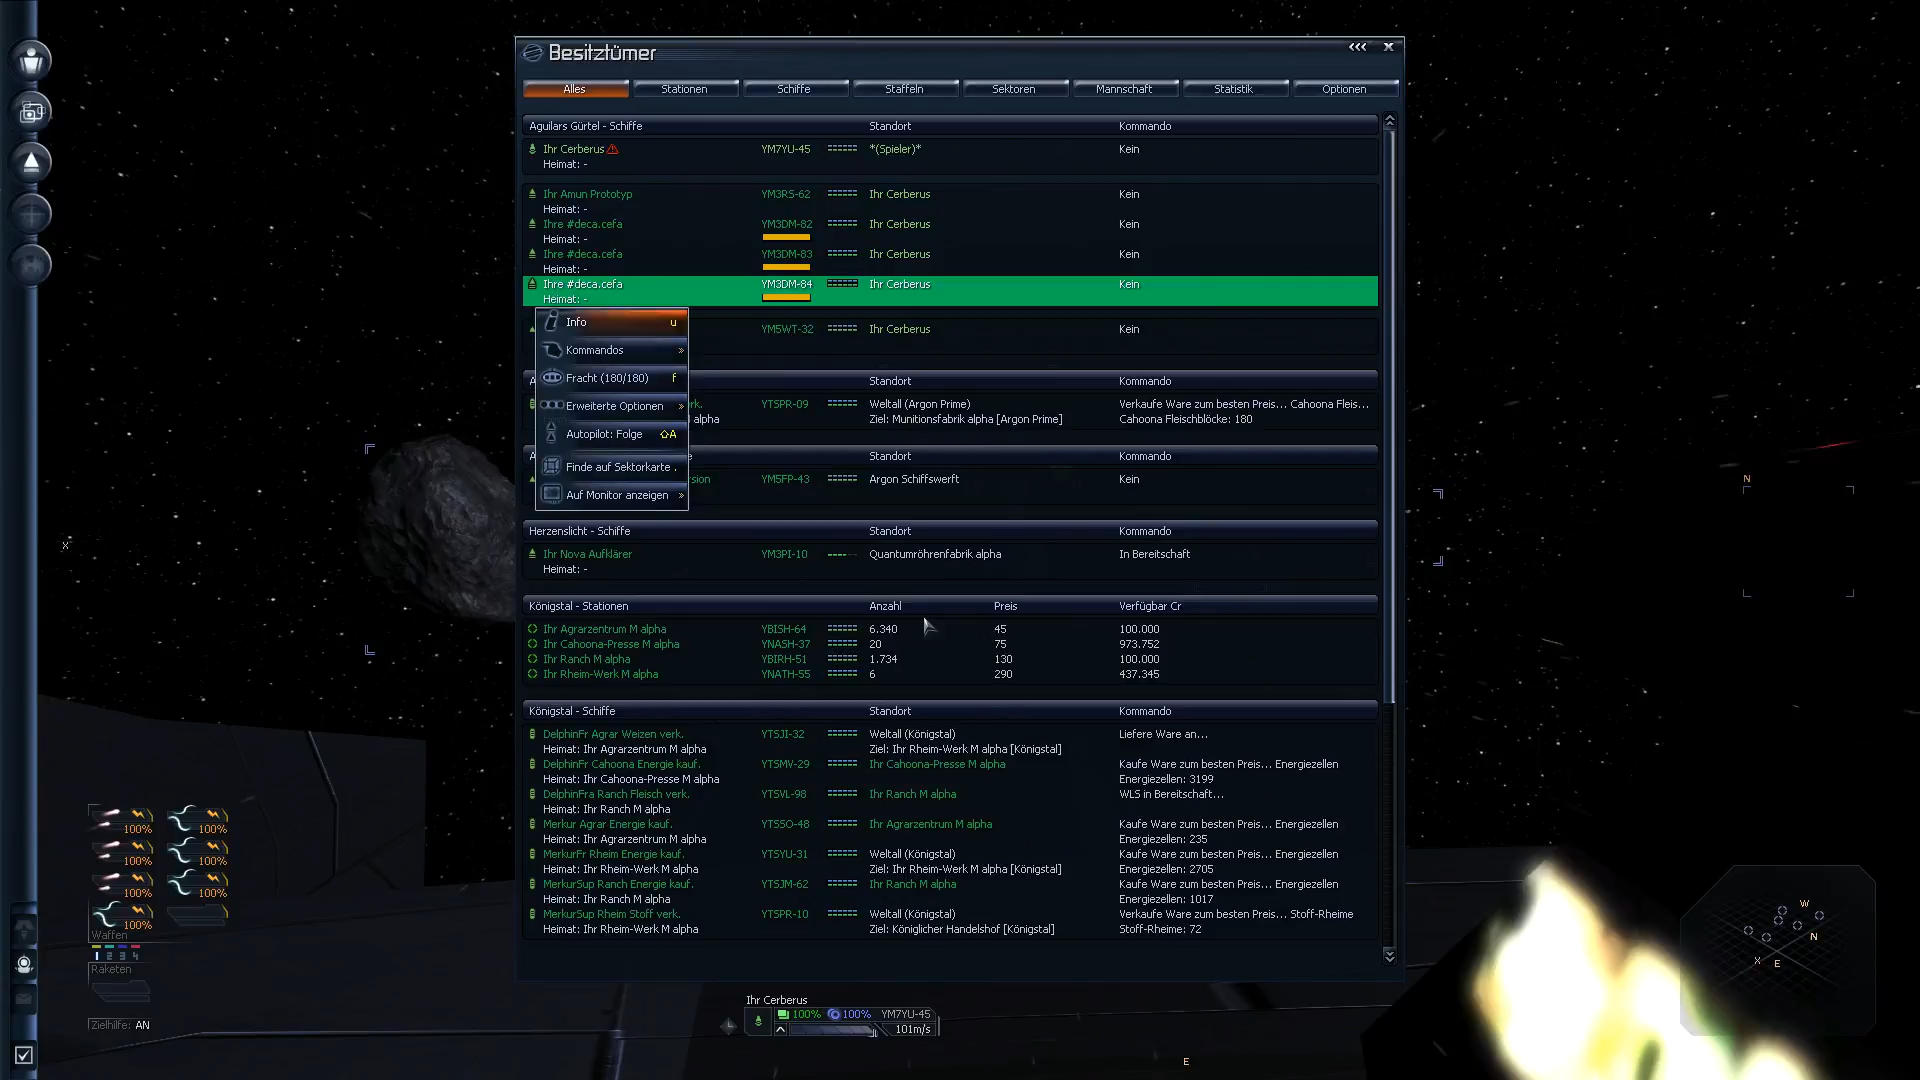 Besitztümer
Alles Stationen Schiffe Staffeln Sektoren Mannschaft Statistik Optionen
Aguilars Gürtel - Schiffe Standort Kommando
Ihr Cerberus YM7YU-45 *(Spieler)* Kein
Heimat: -
Ihr Amun Prototyp YM3RS-62 Ihr Cerberus Kein
Heimat: -
Ihre #deca.cefa YM3DM-82 Ihr Cerberus Kein
Heimat: -
Ihre #deca.cefa YM3DM-83 Ihr Cerberus Kein
Heimat: -
Ihre #deca.cefa YM3DM-84 Ihr Cerberus Kein
Heimat: -
Info u
Kommandos »
Fracht (180/180) f
Erweiterte Optionen »
Autopilot: Folge A
Finde auf Sektorkarte .
Auf Monitor anzeigen »
YM5WT-32 Ihr Cerberus Kein
A Standort Kommando
rk. YTSPR-09 Weltall (Argon Prime) Verkaufe Ware zum besten Preis... Cahoona Fleis...
alpha Ziel: Munitionsfabrik alpha [Argon Prime] Cahoona Fleischblöcke: 180
A e Standort Kommando
rsion YM5FP-43 Argon Schiffswerft Kein
Herzenslicht - Schiffe Standort Kommando
Ihr Nova Aufklärer YM3PI-10 Quantumröhrenfabrik alpha In Bereitschaft
Heimat: -
Königstal - Stationen Anzahl Preis Verfügbar Cr
Ihr Agrarzentrum M alpha YBISH-64 6.340 45 100.000
Ihr Cahoona-Presse M alpha YNASH-37 20 75 973.752
Ihr Ranch M alpha YBIRH-51 1.734 130 100.000
Ihr Rheim-Werk M alpha YNATH-55 6 290 437.345
Königstal - Schiffe Standort Kommando
DelphinFr Agrar Weizen verk. YTSJI-32 Weltall (Königstal) Liefere Ware an...
Heimat: Ihr Agrarzentrum M alpha Ziel: Ihr Rheim-Werk M alpha [Königstal]
DelphinFr Cahoona Energie kauf. YTSMV-29 Ihr Cahoona-Presse M alpha Kaufe Ware zum besten Preis... Energiezellen
Heimat: Ihr Cahoona-Presse M alpha Energiezellen: 3199
DelphinFra Ranch Fleisch verk. YTSVL-98 Ihr Ranch M alpha WLS in Bereitschaft...
Heimat: Ihr Ranch M alpha
Merkur Agrar Energie kauf. YTSSO-48 Ihr Agrarzentrum M alpha Kaufe Ware zum besten Preis... Energiezellen
Heimat: Ihr Agrarzentrum M alpha Energiezellen: 235
MerkurFr Rheim Energie kauf. YTSYU-31 Weltall (Königstal) Kaufe Ware zum besten Preis... Energiezellen
Heimat: Ihr Rheim-Werk M alpha Ziel: Ihr Rheim-Werk M alpha [Königstal] Energiezellen: 2705
MerkurSup Ranch Energie kauf. YTSJM-62 Ihr Ranch M alpha Kaufe Ware zum besten Preis... Energiezellen
Heimat: Ihr Ranch M alpha Energiezellen: 1017
MerkurSup Rheim Stoff verk. YTSPR-10 Weltall (Königstal) Verkaufe Ware zum besten Preis... Stoff-Rheime
Heimat: Ihr Rheim-Werk M alpha Ziel: Königlicher Handelshof [Königstal] Stoff-Rheime: 72
N
X
100% 100%
100% 100%
100% 100%
100%
Waffen
1 2 3 4
Raketen
Zielhilfe: AN
Ihr Cerberus
100% 100% YM7YU-45
101m/s
W
N
X E
E